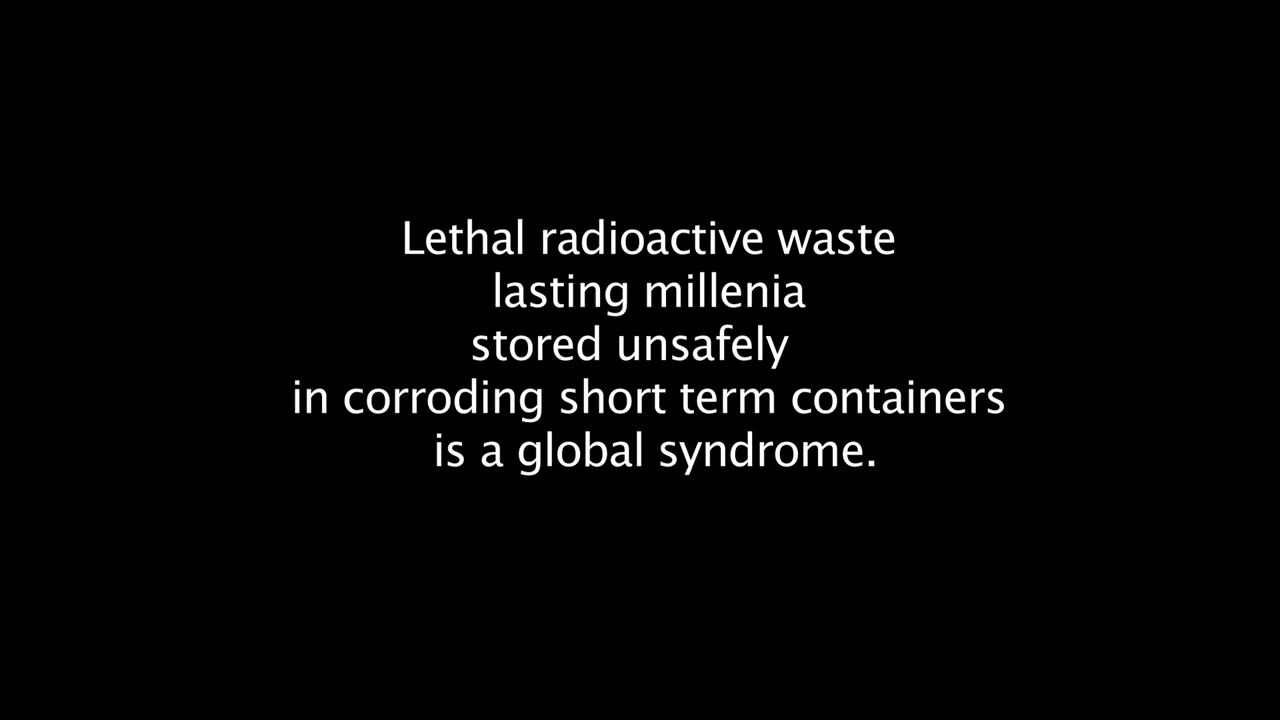 Lethal radioactive waste
lasting millenia
stored unsafely
in corroding short term containers
is a global syndrome.